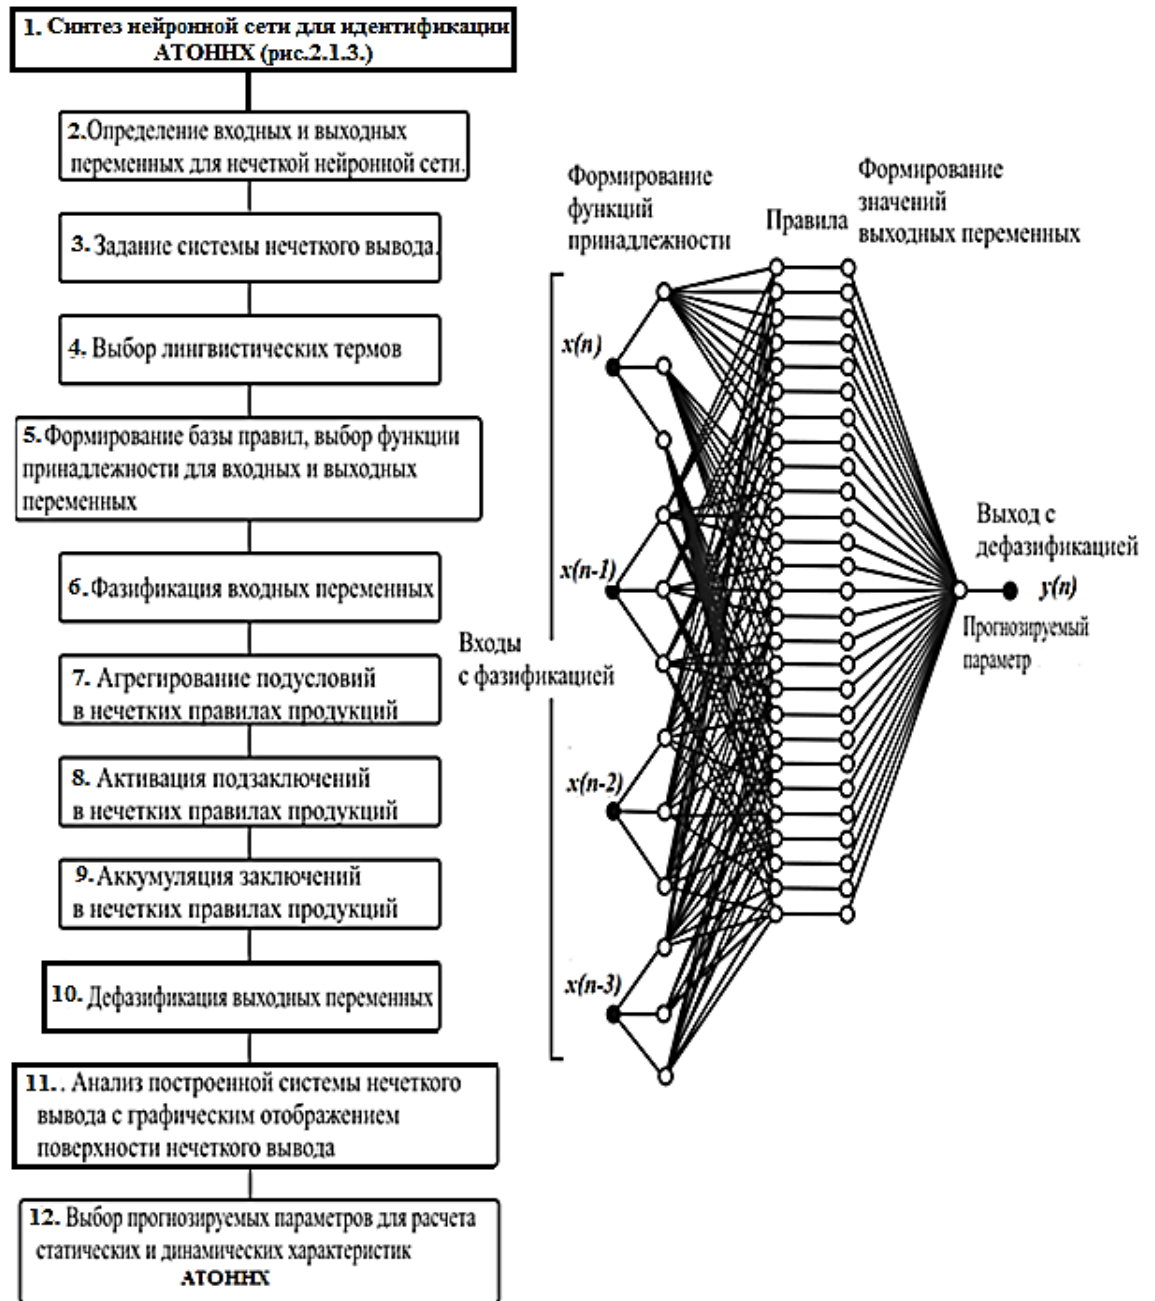 1. Синтез нейронной сети для идентификации
АТОННХ (рис.2.1.3.)
2.Определение входных и выходных
переменных для нечеткой нейронной сети.
3. Задание системы нечеткого вывода.
4. Выбор лингвистических термов
5.Формирование базы правил, выбор функции
принадлежности для входных и выходных
переменных
6.Фазификация входных переменных
7. Агрегирование подусловий
в нечетких правилах продукций
8. Активация подзаключений
в нечетких правилах продукций
9.Аккумуляция заключений
в нечетких правилах продукций
10. Дефазификация выходных переменных
11.. Анализ построенной системы нечеткого
вывода с графическим отображением
поверхности нечеткого вывода
12. Выбор прогнозируемых параметров для расчета
статических и динамических характеристик
АТОННХ
Формирование
функций
принадлежности
Правила
Формирование
значений
выходных переменных
x(n)
x(n-1)
Входы
с фазификацией
x(n-2)
x(n-3)
Выход с
дефазификацией
y(n)
Прогнозируемый
параметр